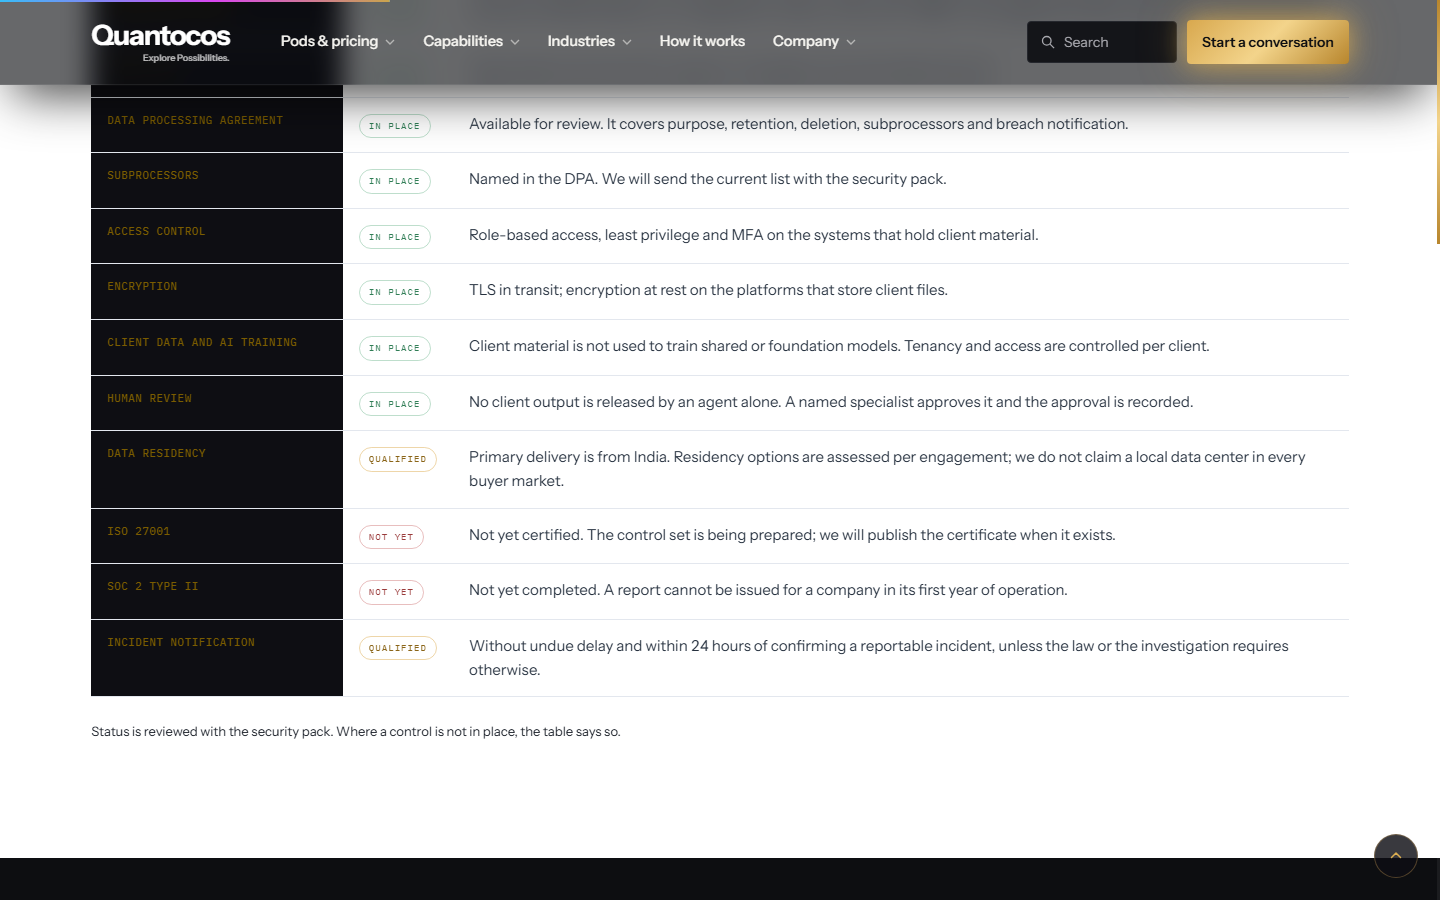 Quantocos
Explore Possibilities.
Pods & pricing
Capabilities
Industries
How it works
Company
Search
Start a conversation
DATA PROCESSING AGREEMENT
IN PLACE
Available for review. It covers purpose, retention, deletion, subprocessors and breach notification.
SUBPROCESSORS
IN PLACE
Named in the DPA. We will send the current list with the security pack.
ACCESS CONTROL
IN PLACE
Role-based access, least privilege and MFA on the systems that hold client material.
ENCRYPTION
IN PLACE
TLS in transit; encryption at rest on the platforms that store client files.
CLIENT DATA AND AI TRAINING
IN PLACE
Client material is not used to train shared or foundation models. Tenancy and access are controlled per client.
HUMAN REVIEW
IN PLACE
No client output is released by an agent alone. A named specialist approves it and the approval is recorded.
DATA RESIDENCY
QUALIFIED
Primary delivery is from India. Residency options are assessed per engagement; we do not claim a local data center in every
buyer market.
ISO 27001
NOT YET
Not yet certified. The control set is being prepared; we will publish the certificate when it exists.
SOC 2 TYPE II
NOT YET
Not yet completed. A report cannot be issued for a company in its first year of operation.
INCIDENT NOTIFICATION
QUALIFIED
Without undue delay and within 24 hours of confirming a reportable incident, unless the law or the investigation requires
otherwise.
Status is reviewed with the security pack. Where a control is not in place, the table says so.